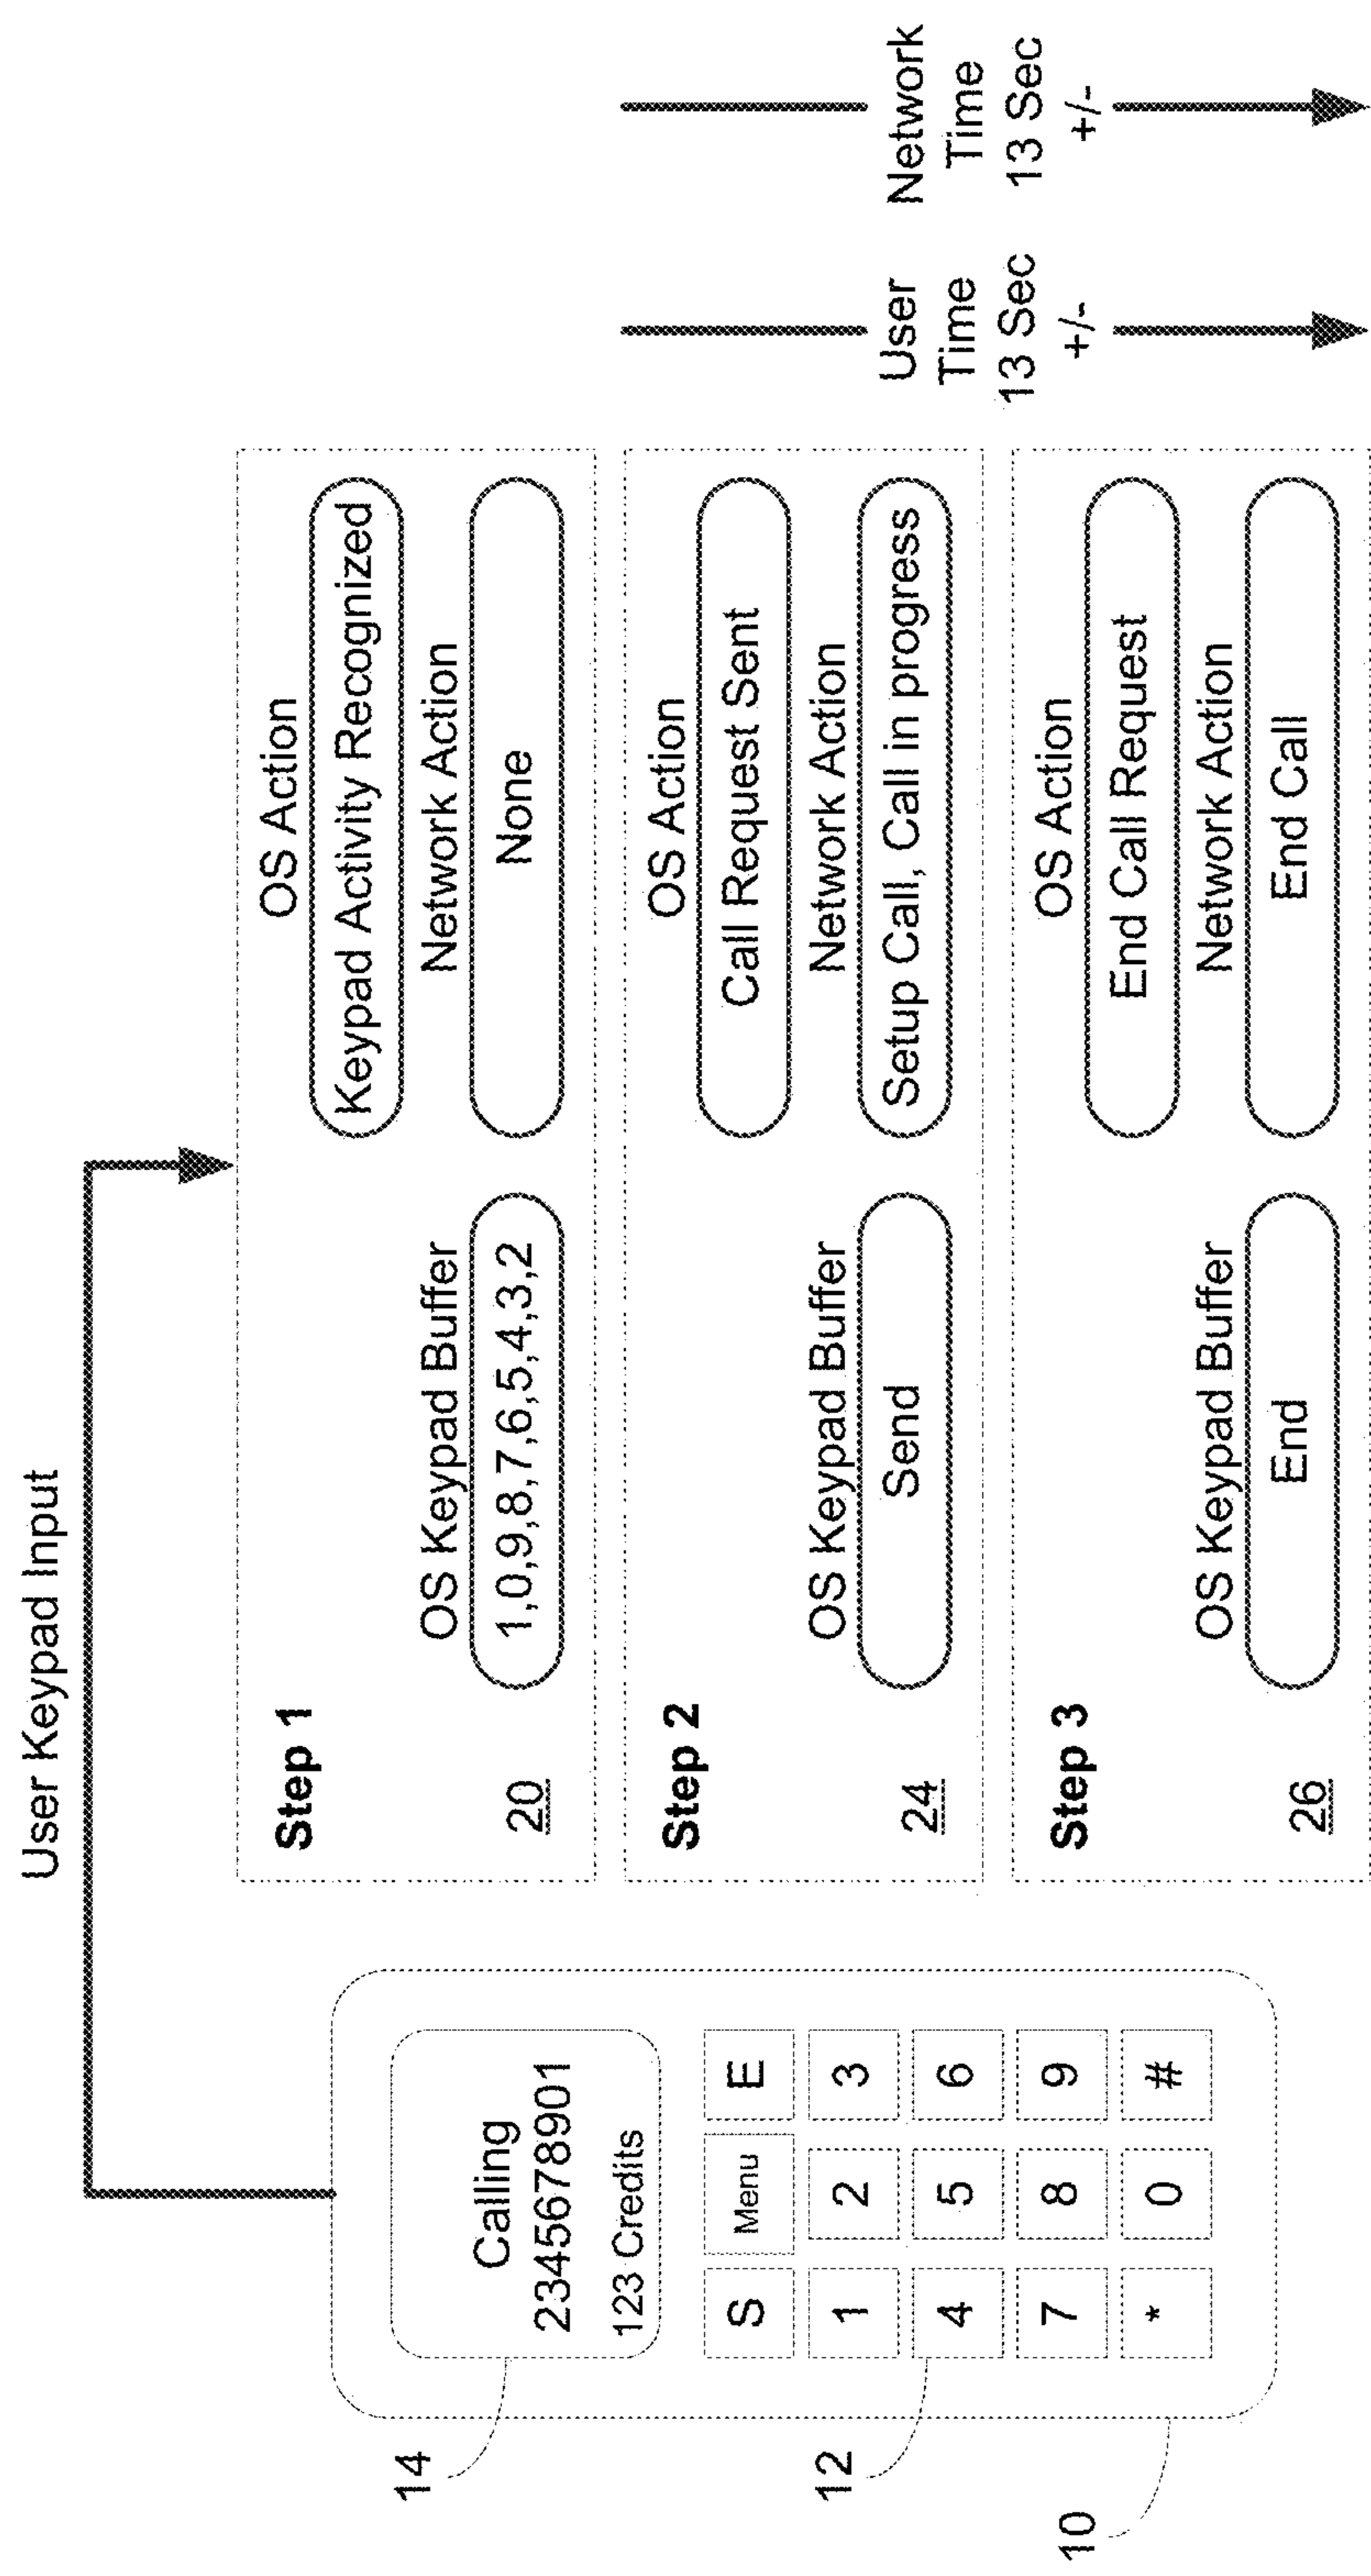 User Keypad Input
14
12
10
Calling
2345678901
123 Credits
S
Menu
E
1
2
3
4
5
6
7
8
9
*
0
#
Step 1
20
OS Keypad Buffer
1,0,9,8,7,6,5,4,3,2
OS Action
Keypad Activity Recognized
Network Action
None
Step 2
24
OS Keypad Buffer
Send
OS Action
Call Request Sent
Network Action
Setup Call, Call in progress
Step 3
26
OS Keypad Buffer
End
OS Action
End Call Request
Network Action
End Call
User
Time
13 Sec
+/-
Network
Time
13 Sec
+/-